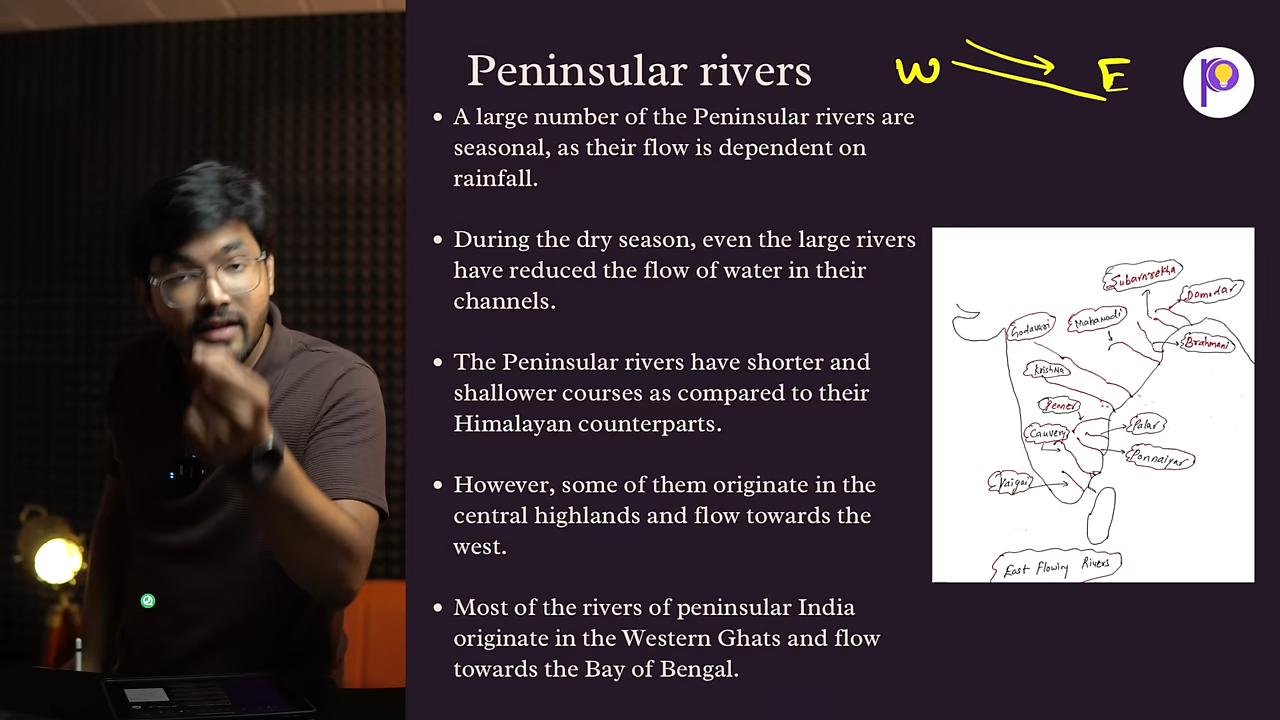 Peninsular rivers
W E
• A large number of the Peninsular rivers are
seasonal, as their flow is dependent on
rainfall.
• During the dry season, even the large rivers
have reduced the flow of water in their
channels.
• The Peninsular rivers have shorter and
shallower courses as compared to their
Himalayan counterparts.
• However, some of them originate in the
central highlands and flow towards the
west.
• Most of the rivers of peninsular India
originate in the Western Ghats and flow
towards the Bay of Bengal.
Subarnrekha
Damodar
Godavari
Mahanadi
Brahmani
Krishna
Penner
Cauvery
Palar
Ponnaiyar
Vaigai
East Flowing Rivers